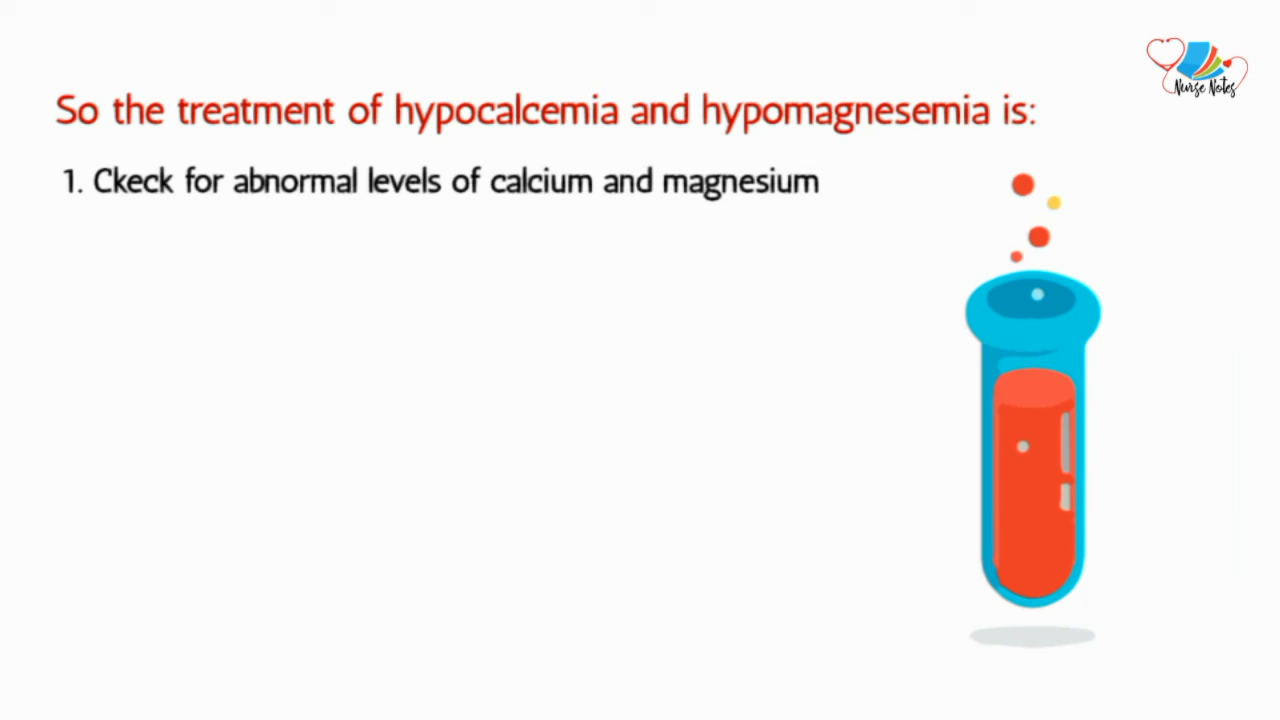 Nurse Notes
So the treatment of hypocalcemia and hypomagnesemia is:
1. Ckeck for abnormal levels of calcium and magnesium